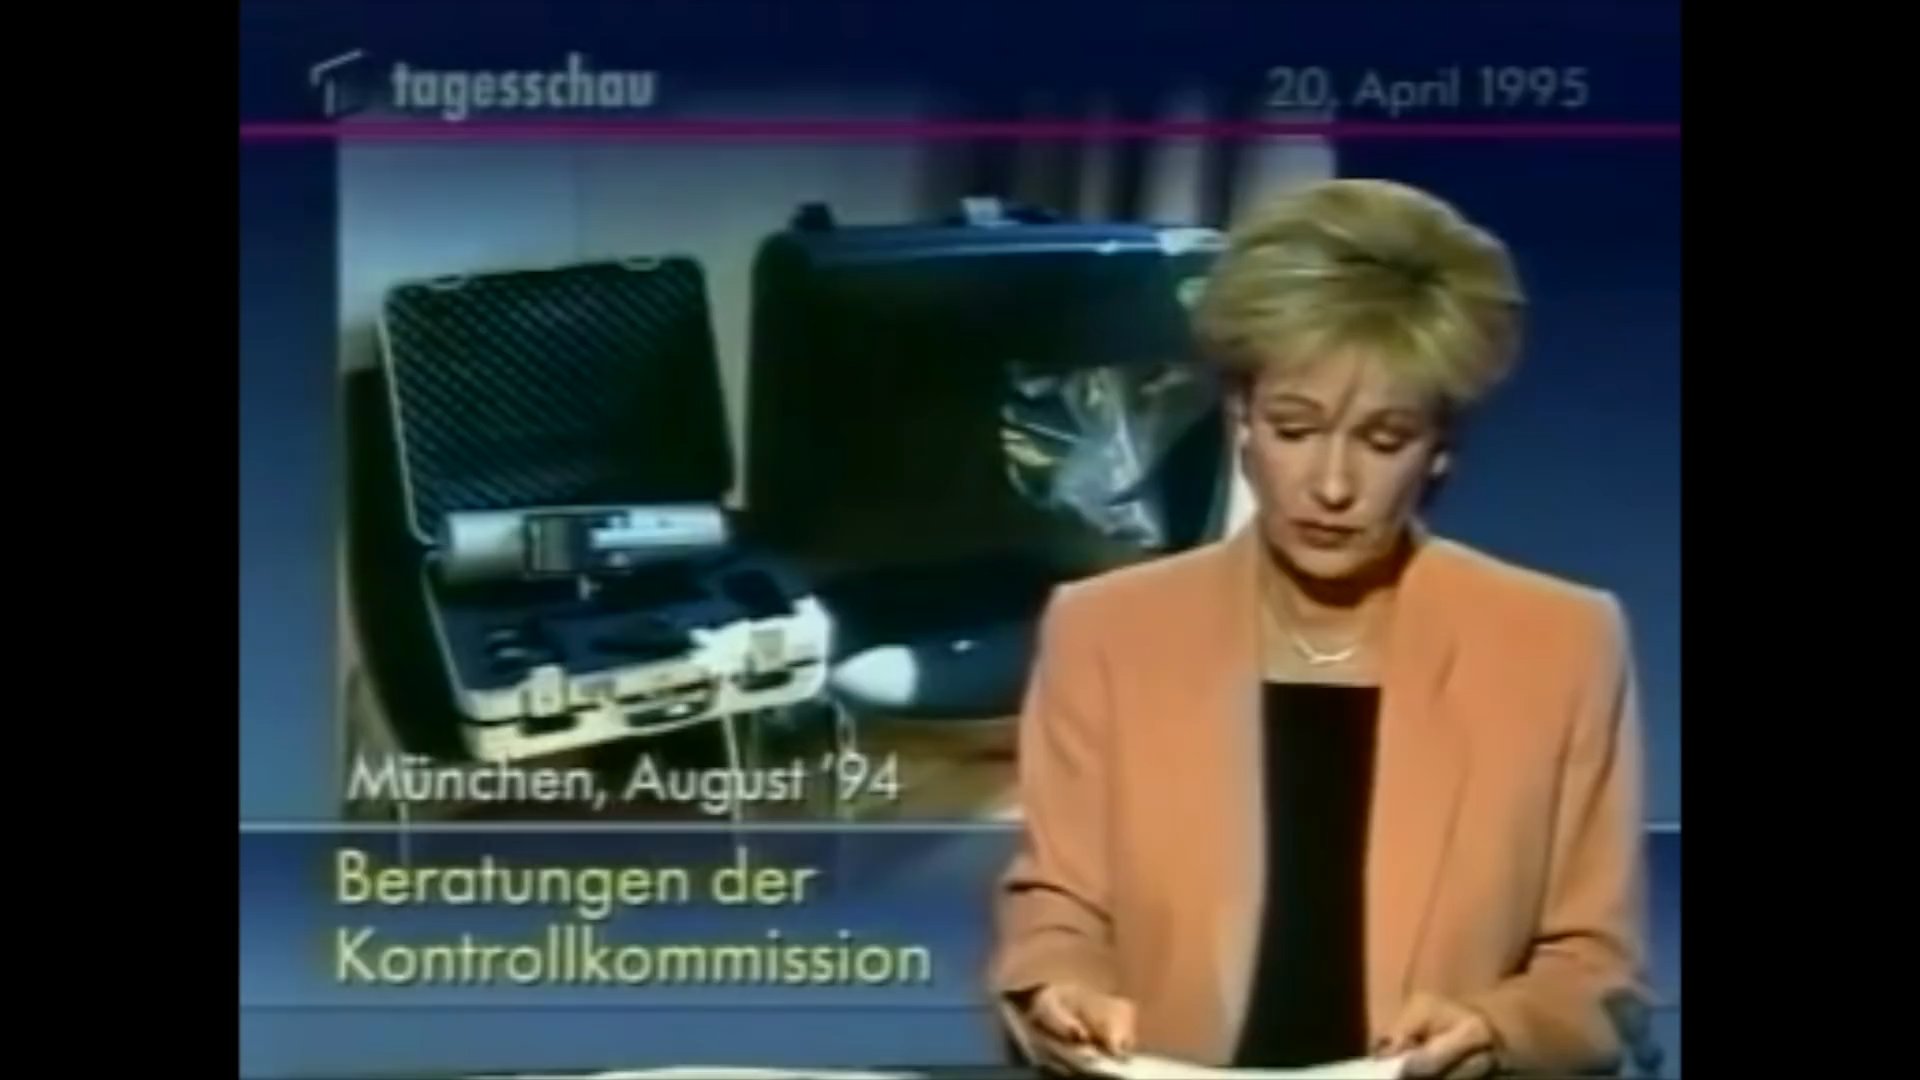 tagesschau
20. April 1995
München, August '94
Beratungen der
Kontrollkommission